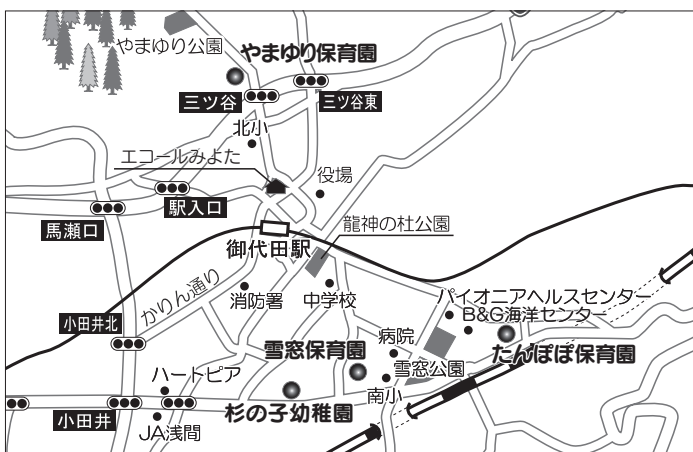 やまゆり公園
やまゆり保育園
三ツ谷
三ツ谷東
北小
エコールみよた
役場
駅入口
馬瀬口
龍神の杜公園
御代田駅
かりん通り
消防署
中学校
パイオニアヘルスセンター
B&G海洋センター
小田井北
病院
たんぽぽ保育園
雪窓保育園
雪窓公園
ハートピア
南小
杉の子幼稚園
小田井
JA浅間